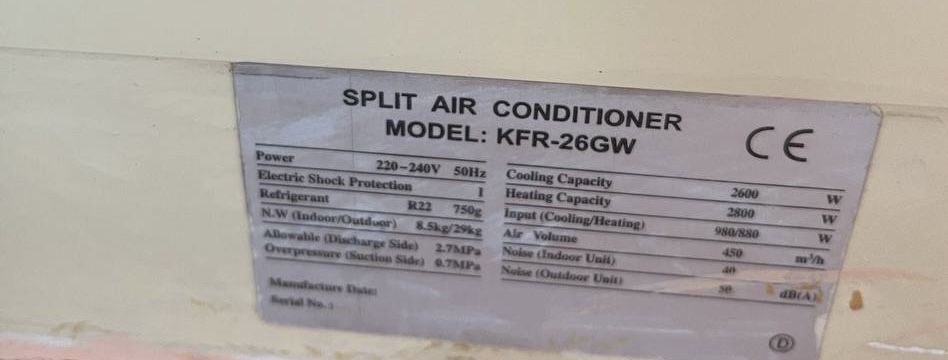 SPLIT AIR CONDITIONER
MODEL: KFR-26GW
CE
Power 220-240V 50Hz
Electric Shock Protection I
Refrigerant R22 750g
N.W (Indoor/Outdoor) 8.5kg/29kg
Allowable (Discharge Side) 2.7MPa
Overpressure (Suction Side) 0.7MPa
Manufacture Date:
Serial No.:
Cooling Capacity 2600 W
Heating Capacity 2800 W
Input (Cooling/Heating) 980/880 W
Air Volume 450 m³/h
Noise (Indoor Unit) 40
Noise (Outdoor Unit) 50 dB(A)
D